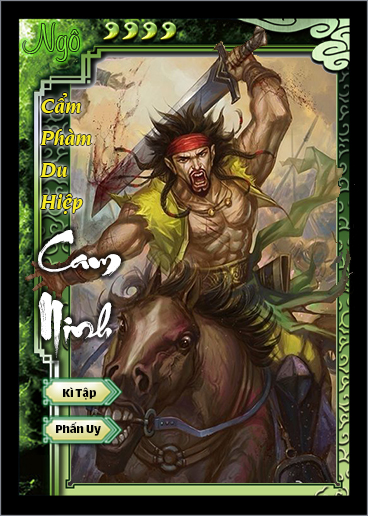 Ngô
Cẩm
Phàm
Du
Hiệp
Cam
Ninh
Kì Tập
Phấn Uy